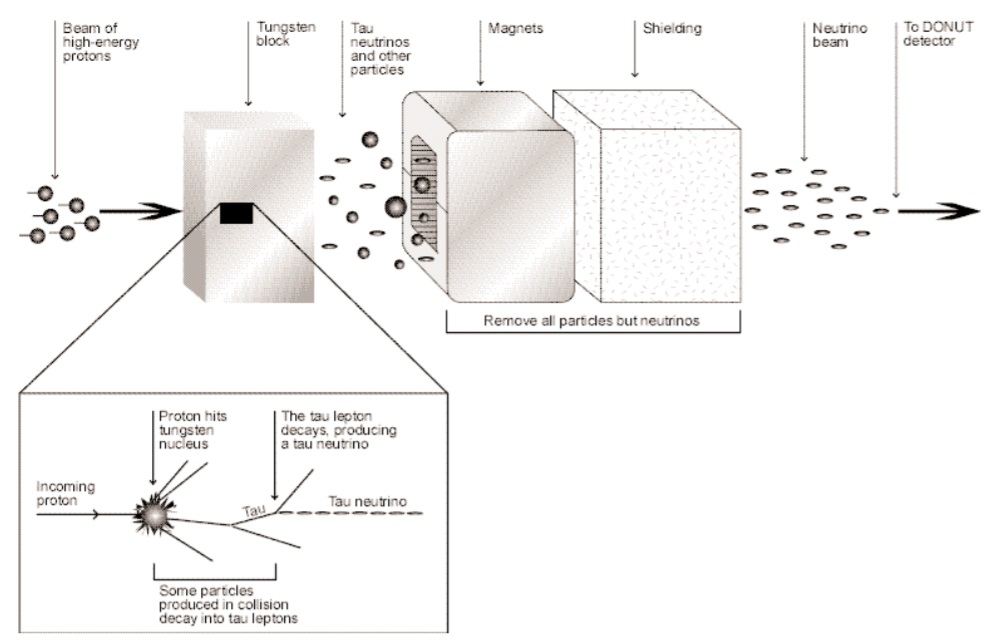 Beam of
high-energy
protons
Tungsten
block
Tau
neutrinos
and other
particles
Magnets
Shielding
Neutrino
beam
To DONUT
detector
Remove all particles but neutrinos
Proton hits
tungsten
nucleus
The tau lepton
decays, producing
a tau neutrino
Incoming
proton
Tau
Tau neutrino
Some particles
produced in collision
decay into tau leptons